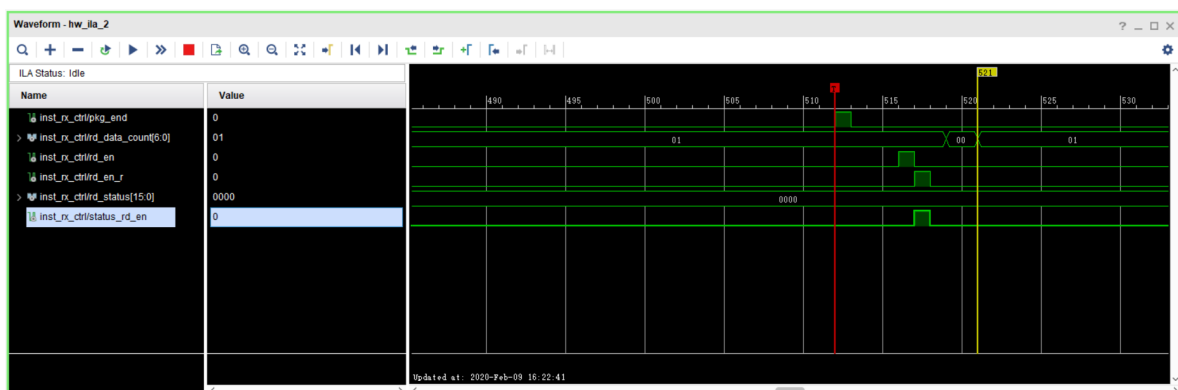 Waveform - hw_ila_2
? _ □ ×
ILA Status: Idle
Name Value
inst_rx_ctrl/pkg_end 0
> inst_rx_ctrl/rd_data_count[6:0] 01
inst_rx_ctrl/rd_en 0
inst_rx_ctrl/rd_en_r 0
> inst_rx_ctrl/rd_status[15:0] 0000
inst_rx_ctrl/status_rd_en 0
521
T
490 495 500 505 510 515 520 525 530
01 00 01
0000
Updated at: 2020-Feb-09 16:22:41